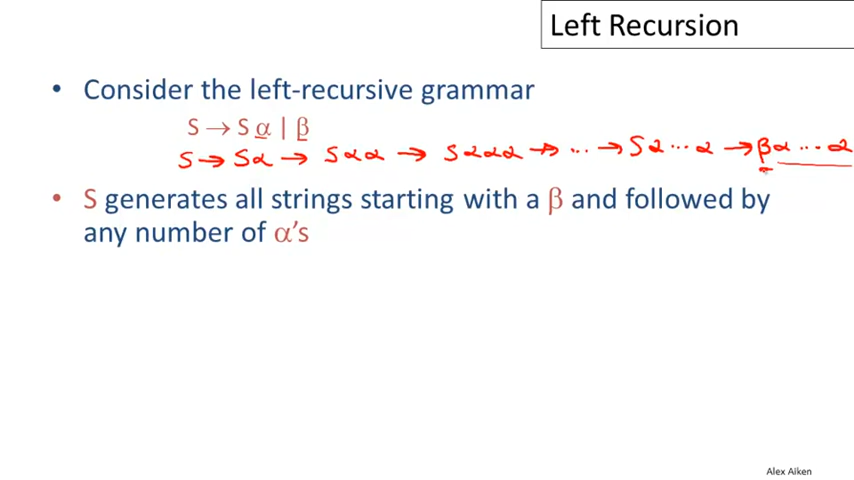 Left Recursion
• Consider the left-recursive grammar
S → S α | β
S → Sα → Sαα → Sααα → ... → Sα...α → βα...α
• S generates all strings starting with a β and followed by
any number of α's
Alex Aiken